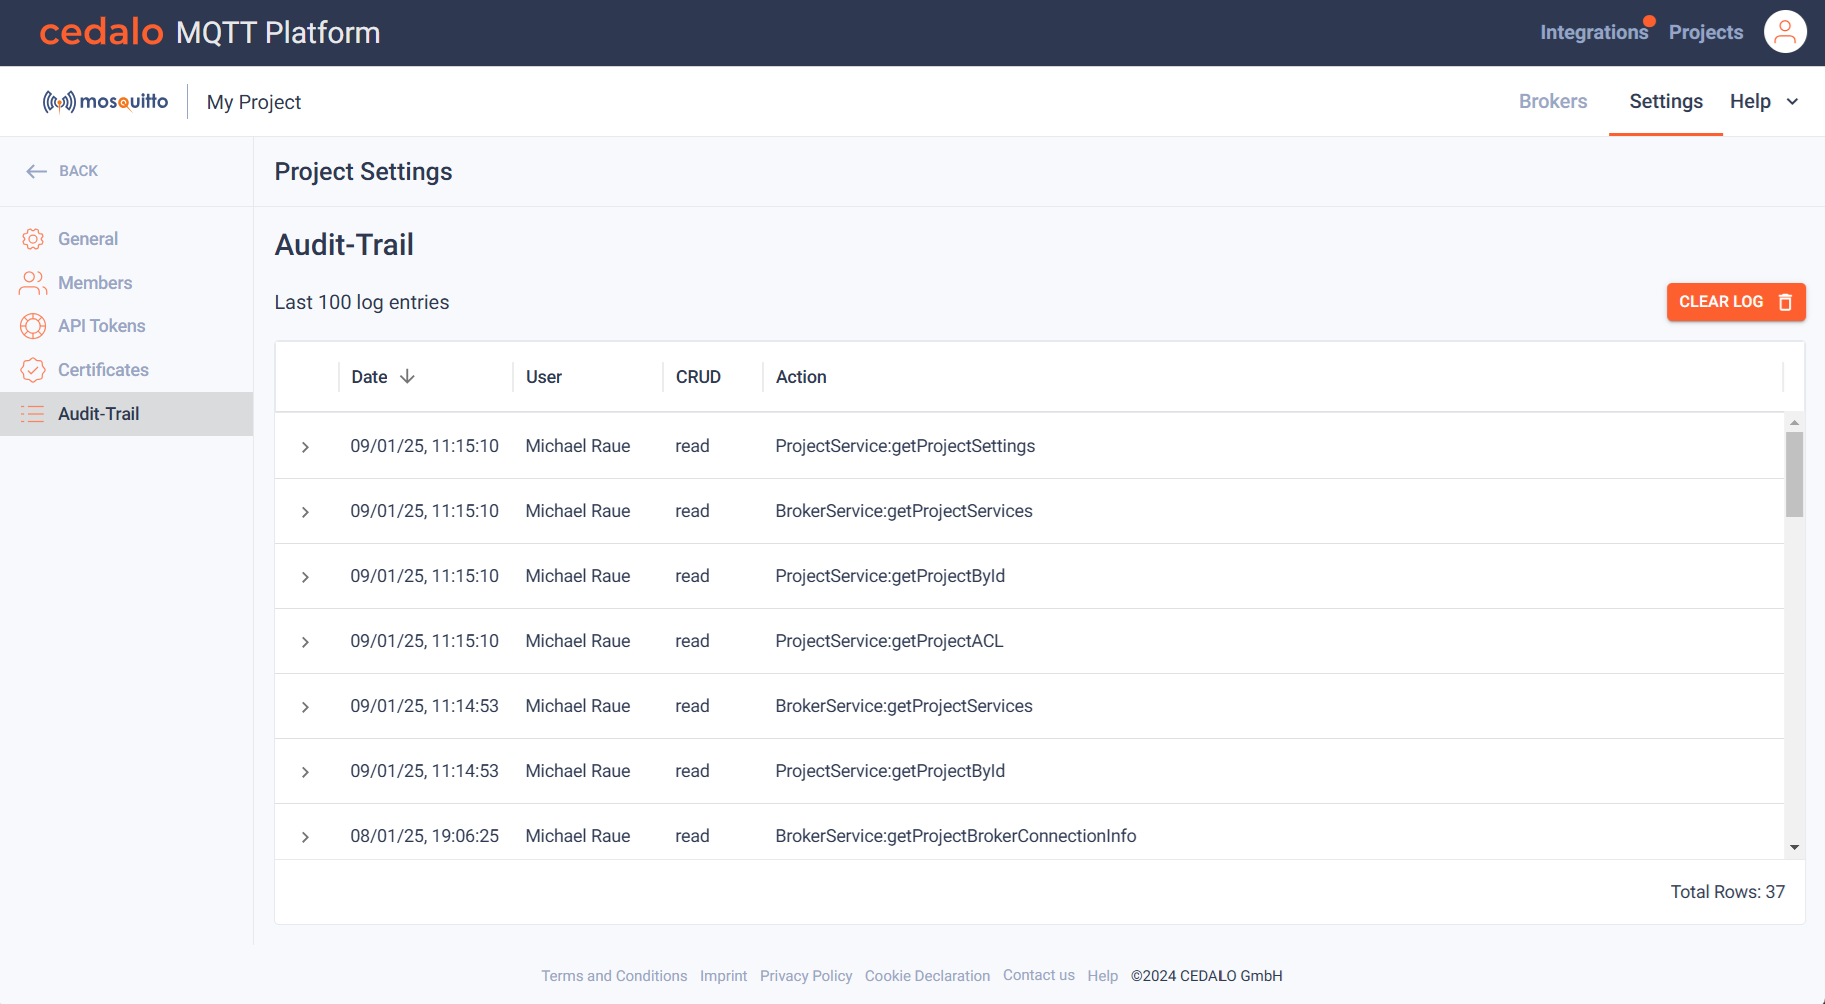 cedalo MQTT Platform Integrations Projects
mosquitto My Project Brokers Settings Help
BACK Project Settings
General
Members
API Tokens
Certificates
Audit-Trail
Audit-Trail
Last 100 log entries CLEAR LOG
Date User CRUD Action
09/01/25, 11:15:10 Michael Raue read ProjectService:getProjectSettings
09/01/25, 11:15:10 Michael Raue read BrokerService:getProjectServices
09/01/25, 11:15:10 Michael Raue read ProjectService:getProjectById
09/01/25, 11:15:10 Michael Raue read ProjectService:getProjectACL
09/01/25, 11:14:53 Michael Raue read BrokerService:getProjectServices
09/01/25, 11:14:53 Michael Raue read ProjectService:getProjectById
08/01/25, 19:06:25 Michael Raue read BrokerService:getProjectBrokerConnectionInfo
Total Rows: 37
Terms and Conditions Imprint Privacy Policy Cookie Declaration Contact us Help ©2024 CEDALO GmbH